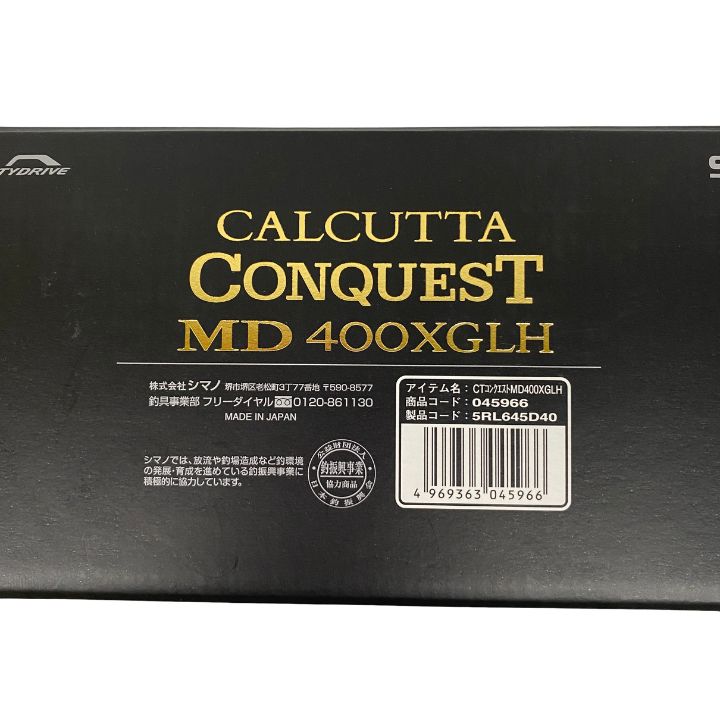 TYDRIVE
S
CALCUTTA
CONQUEST
MD 400XGLH
株式会社 シマノ 堺市堺区老松町3丁77番地 〒590-8577
釣具事業部 フリーダイヤル 0120-861130
MADE IN JAPAN
シマノでは、放流や釣場造成など釣環境
の発展・育成を進めている釣振興事業に
積極的に協力しています。
公益財団法人
釣振興事業
協力商品
日本釣振興会
アイテム名：CTコンクエストMD400XGLH
商品コード：045966
製品コード：5RL645D40
4 969363 045966